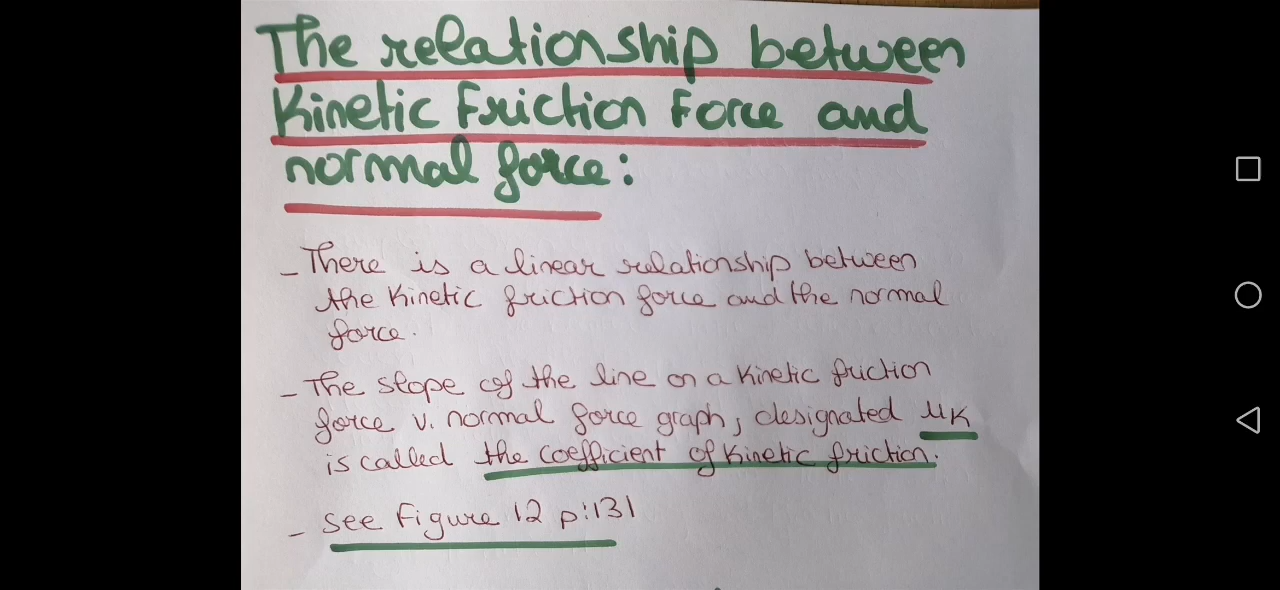 The relationship between
Kinetic Friction Force and
normal force:
- There is a linear relationship between
the Kinetic friction force and the normal
force.
- The slope of the line on a Kinetic friction
force v. normal force graph, designated μK
is called the coefficient of Kinetic friction.
- see Figure 12 p:131